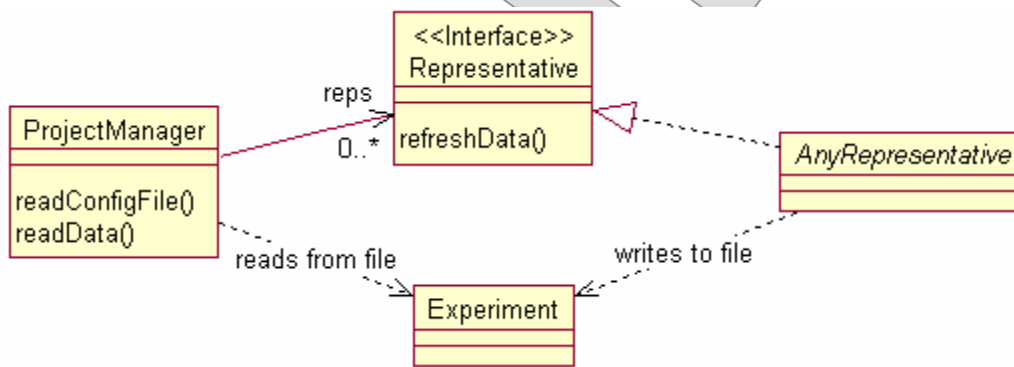 <<Interface>>
Representative
refreshData()
reps
0..*
ProjectManager
readConfigFile()
readData()
AnyRepresentative
reads from file
writes to file
Experiment